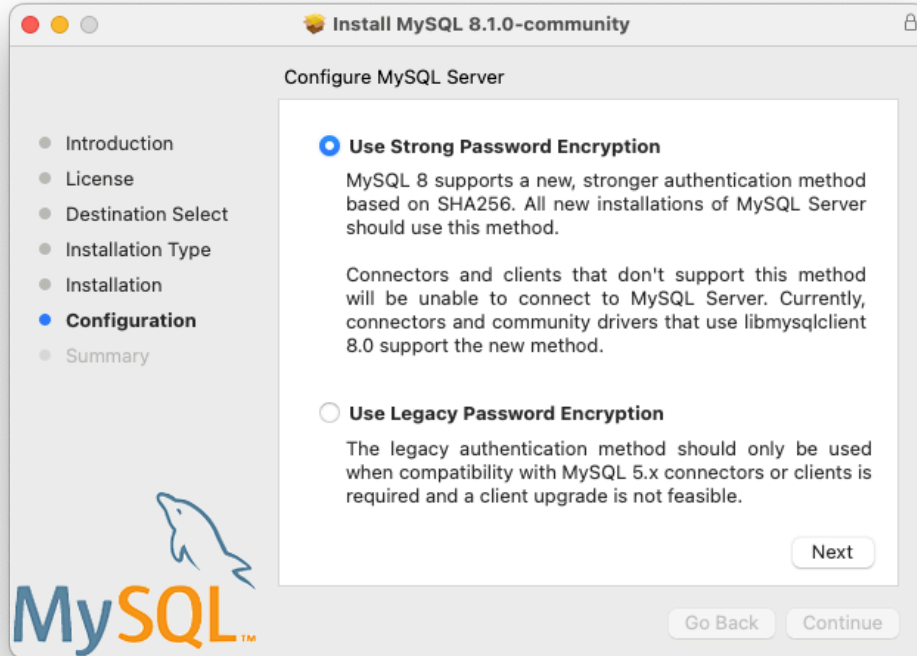 Install MySQL 8.1.0-community
Configure MySQL Server
Introduction
License
Destination Select
Installation Type
Installation
Configuration
Summary
Use Strong Password Encryption
MySQL 8 supports a new, stronger authentication method
based on SHA256. All new installations of MySQL Server
should use this method.
Connectors and clients that don't support this method
will be unable to connect to MySQL Server. Currently,
connectors and community drivers that use libmysqlclient
8.0 support the new method.
Use Legacy Password Encryption
The legacy authentication method should only be used
when compatibility with MySQL 5.x connectors or clients is
required and a client upgrade is not feasible.
Next
MySQL™
Go Back
Continue